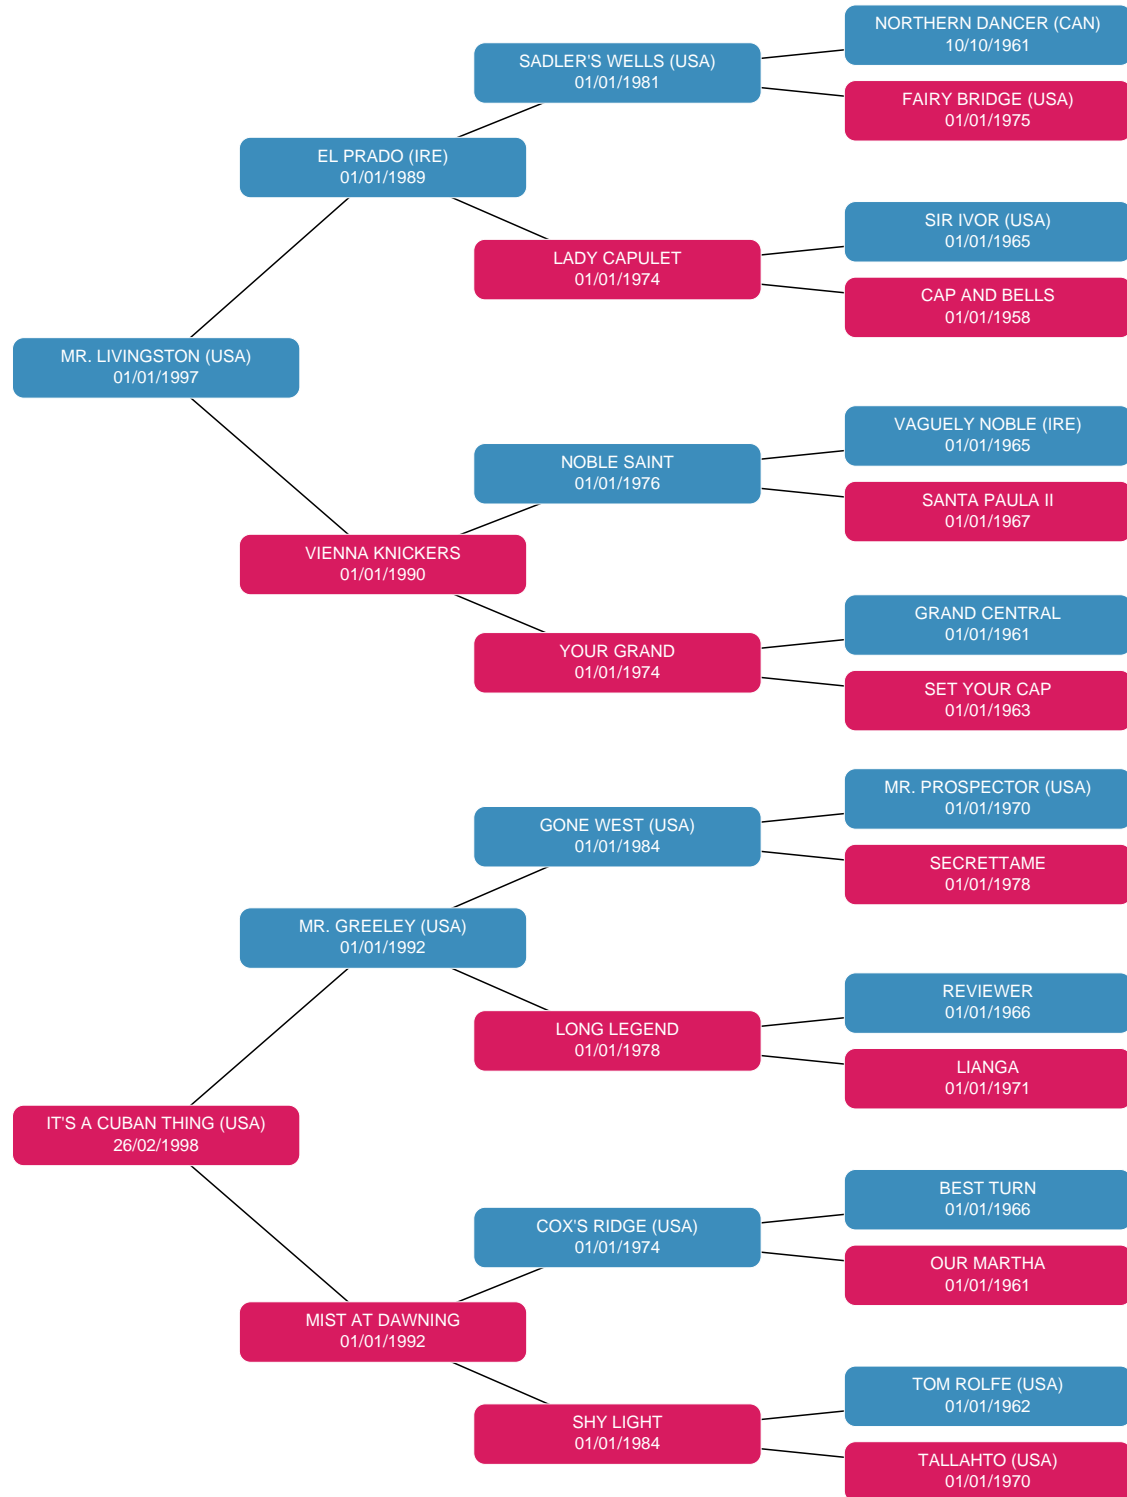 NORTHERN DANCER (CAN)
10/10/1961
SADLER'S WELLS (USA)
01/01/1981
FAIRY BRIDGE (USA)
01/01/1975
EL PRADO (IRE)
01/01/1989
SIR IVOR (USA)
01/01/1965
LADY CAPULET
01/01/1974
CAP AND BELLS
01/01/1958
MR. LIVINGSTON (USA)
01/01/1997
VAGUELY NOBLE (IRE)
01/01/1965
NOBLE SAINT
01/01/1976
SANTA PAULA II
01/01/1967
VIENNA KNICKERS
01/01/1990
GRAND CENTRAL
01/01/1961
YOUR GRAND
01/01/1974
SET YOUR CAP
01/01/1963
MR. PROSPECTOR (USA)
01/01/1970
GONE WEST (USA)
01/01/1984
SECRETTAME
01/01/1978
MR. GREELEY (USA)
01/01/1992
REVIEWER
01/01/1966
LONG LEGEND
01/01/1978
LIANGA
01/01/1971
IT'S A CUBAN THING (USA)
26/02/1998
BEST TURN
01/01/1966
COX'S RIDGE (USA)
01/01/1974
OUR MARTHA
01/01/1961
MIST AT DAWNING
01/01/1992
TOM ROLFE (USA)
01/01/1962
SHY LIGHT
01/01/1984
TALLAHTO (USA)
01/01/1970